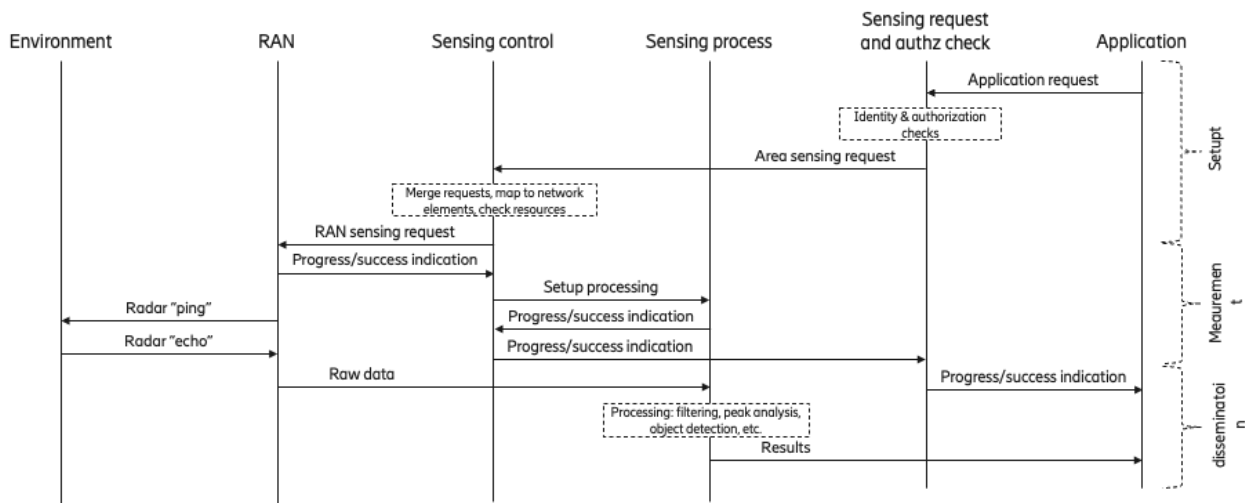 Environment
RAN
Sensing control
Sensing process
Sensing request
and authz check
Application
Application request
Identity & authorization
checks
Area sensing request
Merge requests, map to network
elements, check resources
RAN sensing request
Progress/success indication
Setup processing
Radar "ping"
Progress/success indication
Radar "echo"
Progress/success indication
Raw data
Progress/success indication
Processing: filtering, peak analysis,
object detection, etc.
Results
Setupt
Meauremen
t
disseminatoi
n